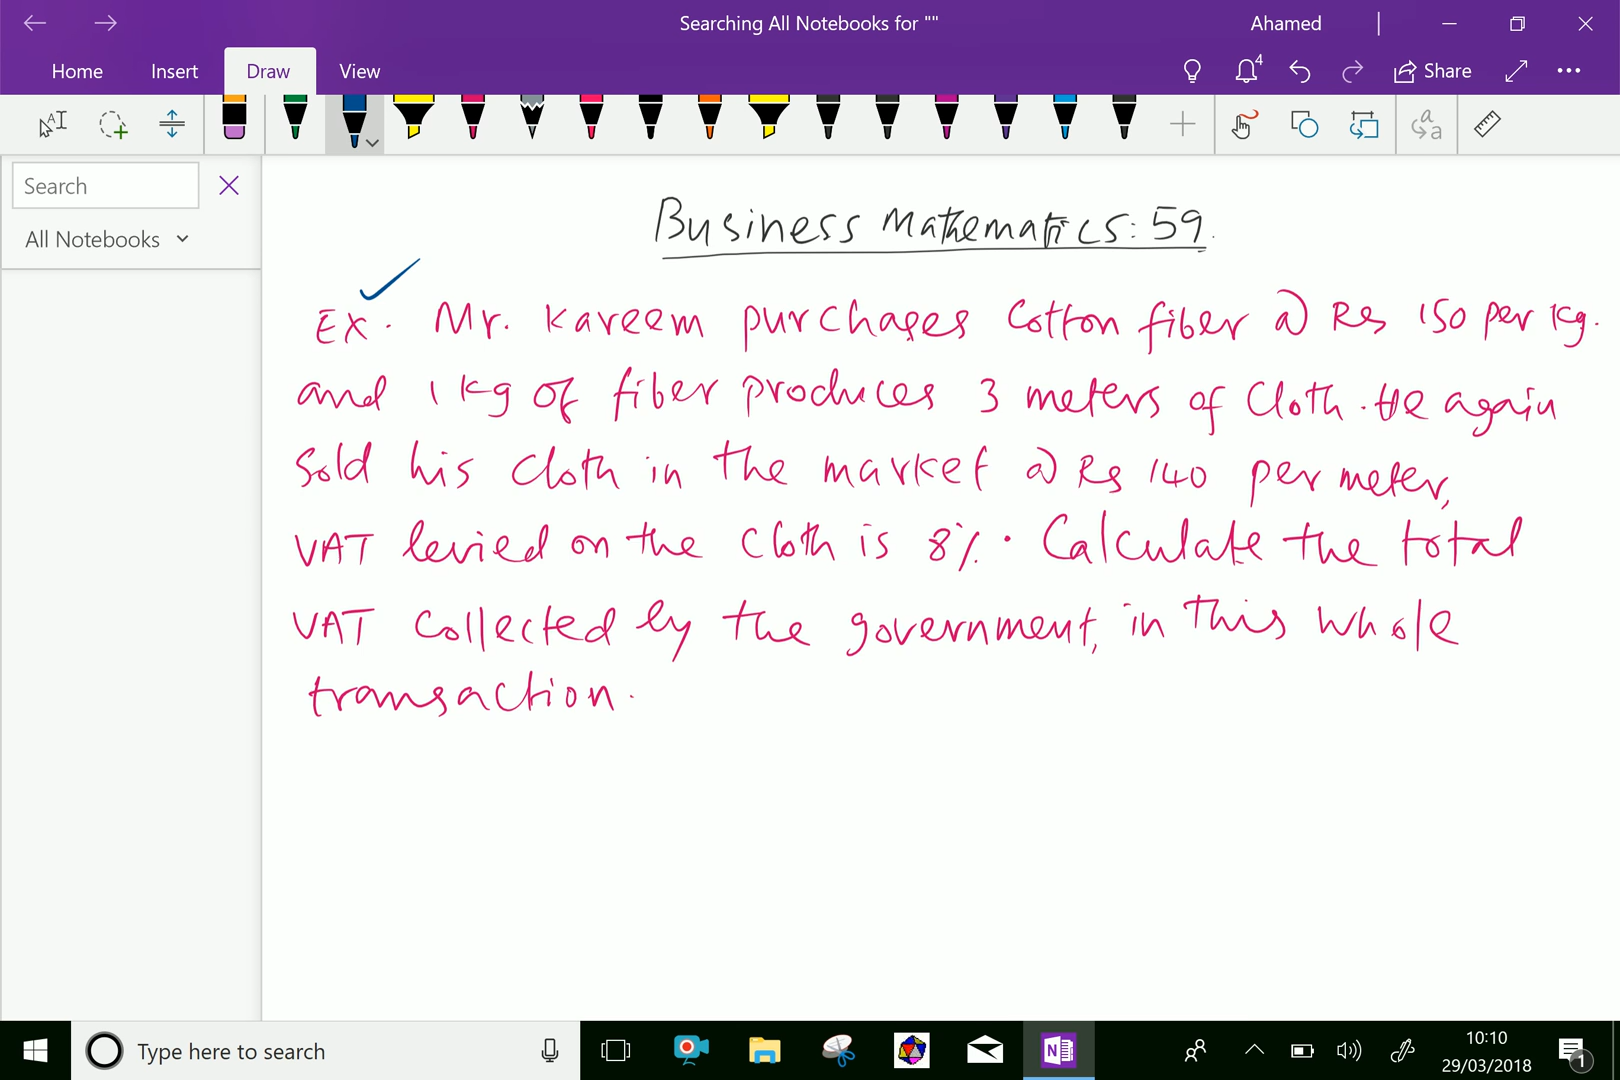 Searching All Notebooks for ""
Ahamed
Home Insert Draw View
4
Share
Search
All Notebooks
Business Mathematics: 59.
Ex. Mr. Kareem purchases Cotton fiber @ Rs 150 per kg.
and 1 kg of fiber produces 3 meters of Cloth. He again
Sold his cloth in the market @ Rs 140 per meter,
VAT levied on the cloth is 8%. Calculate the total
VAT collected by the government, in this whole
transaction.
Type here to search
N
10:10
29/03/2018
1